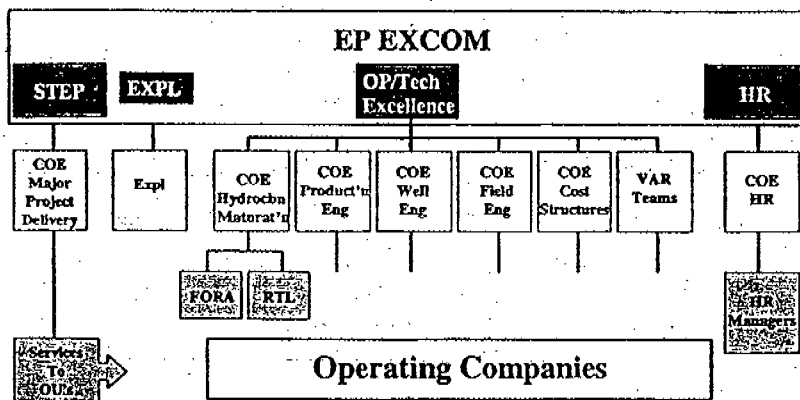 EP EXCOM
STEP
EXPL
OP/Tech
Excellence
HR
COE
Major
Project
Delivery
Expl
COE
Hydrocbn
Maturat'n
COE
Product'n
Eng
COE
Well
Eng
COE
Field
Eng
COE
Cost
Structures
VAR
Teams
COE
HR
FORA
RTL
HR
Managers
Services
To
OU's
Operating Companies